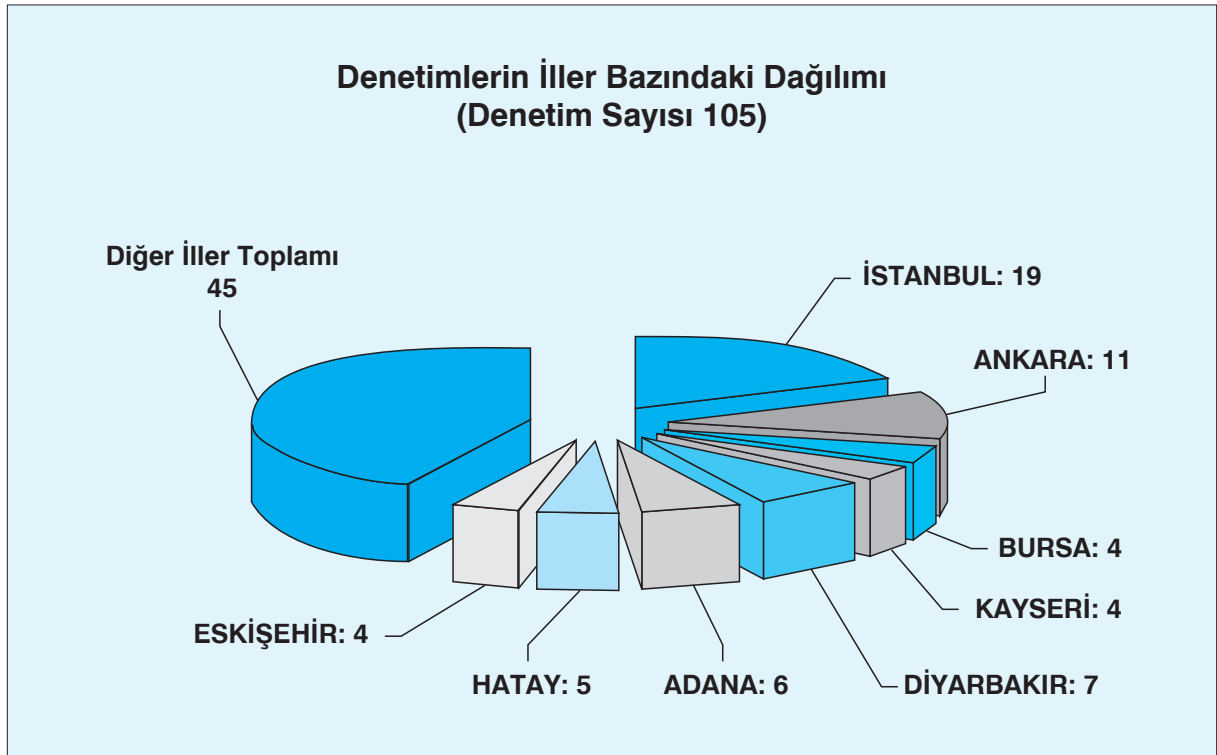 Denetimlerin İller Bazındaki Dağılımı
(Denetim Sayısı 105)
Diğer İller Toplamı
45
İSTANBUL: 19
ANKARA: 11
BURSA: 4
KAYSERİ: 4
DİYARBAKIR: 7
ADANA: 6
HATAY: 5
ESKİŞEHİR: 4